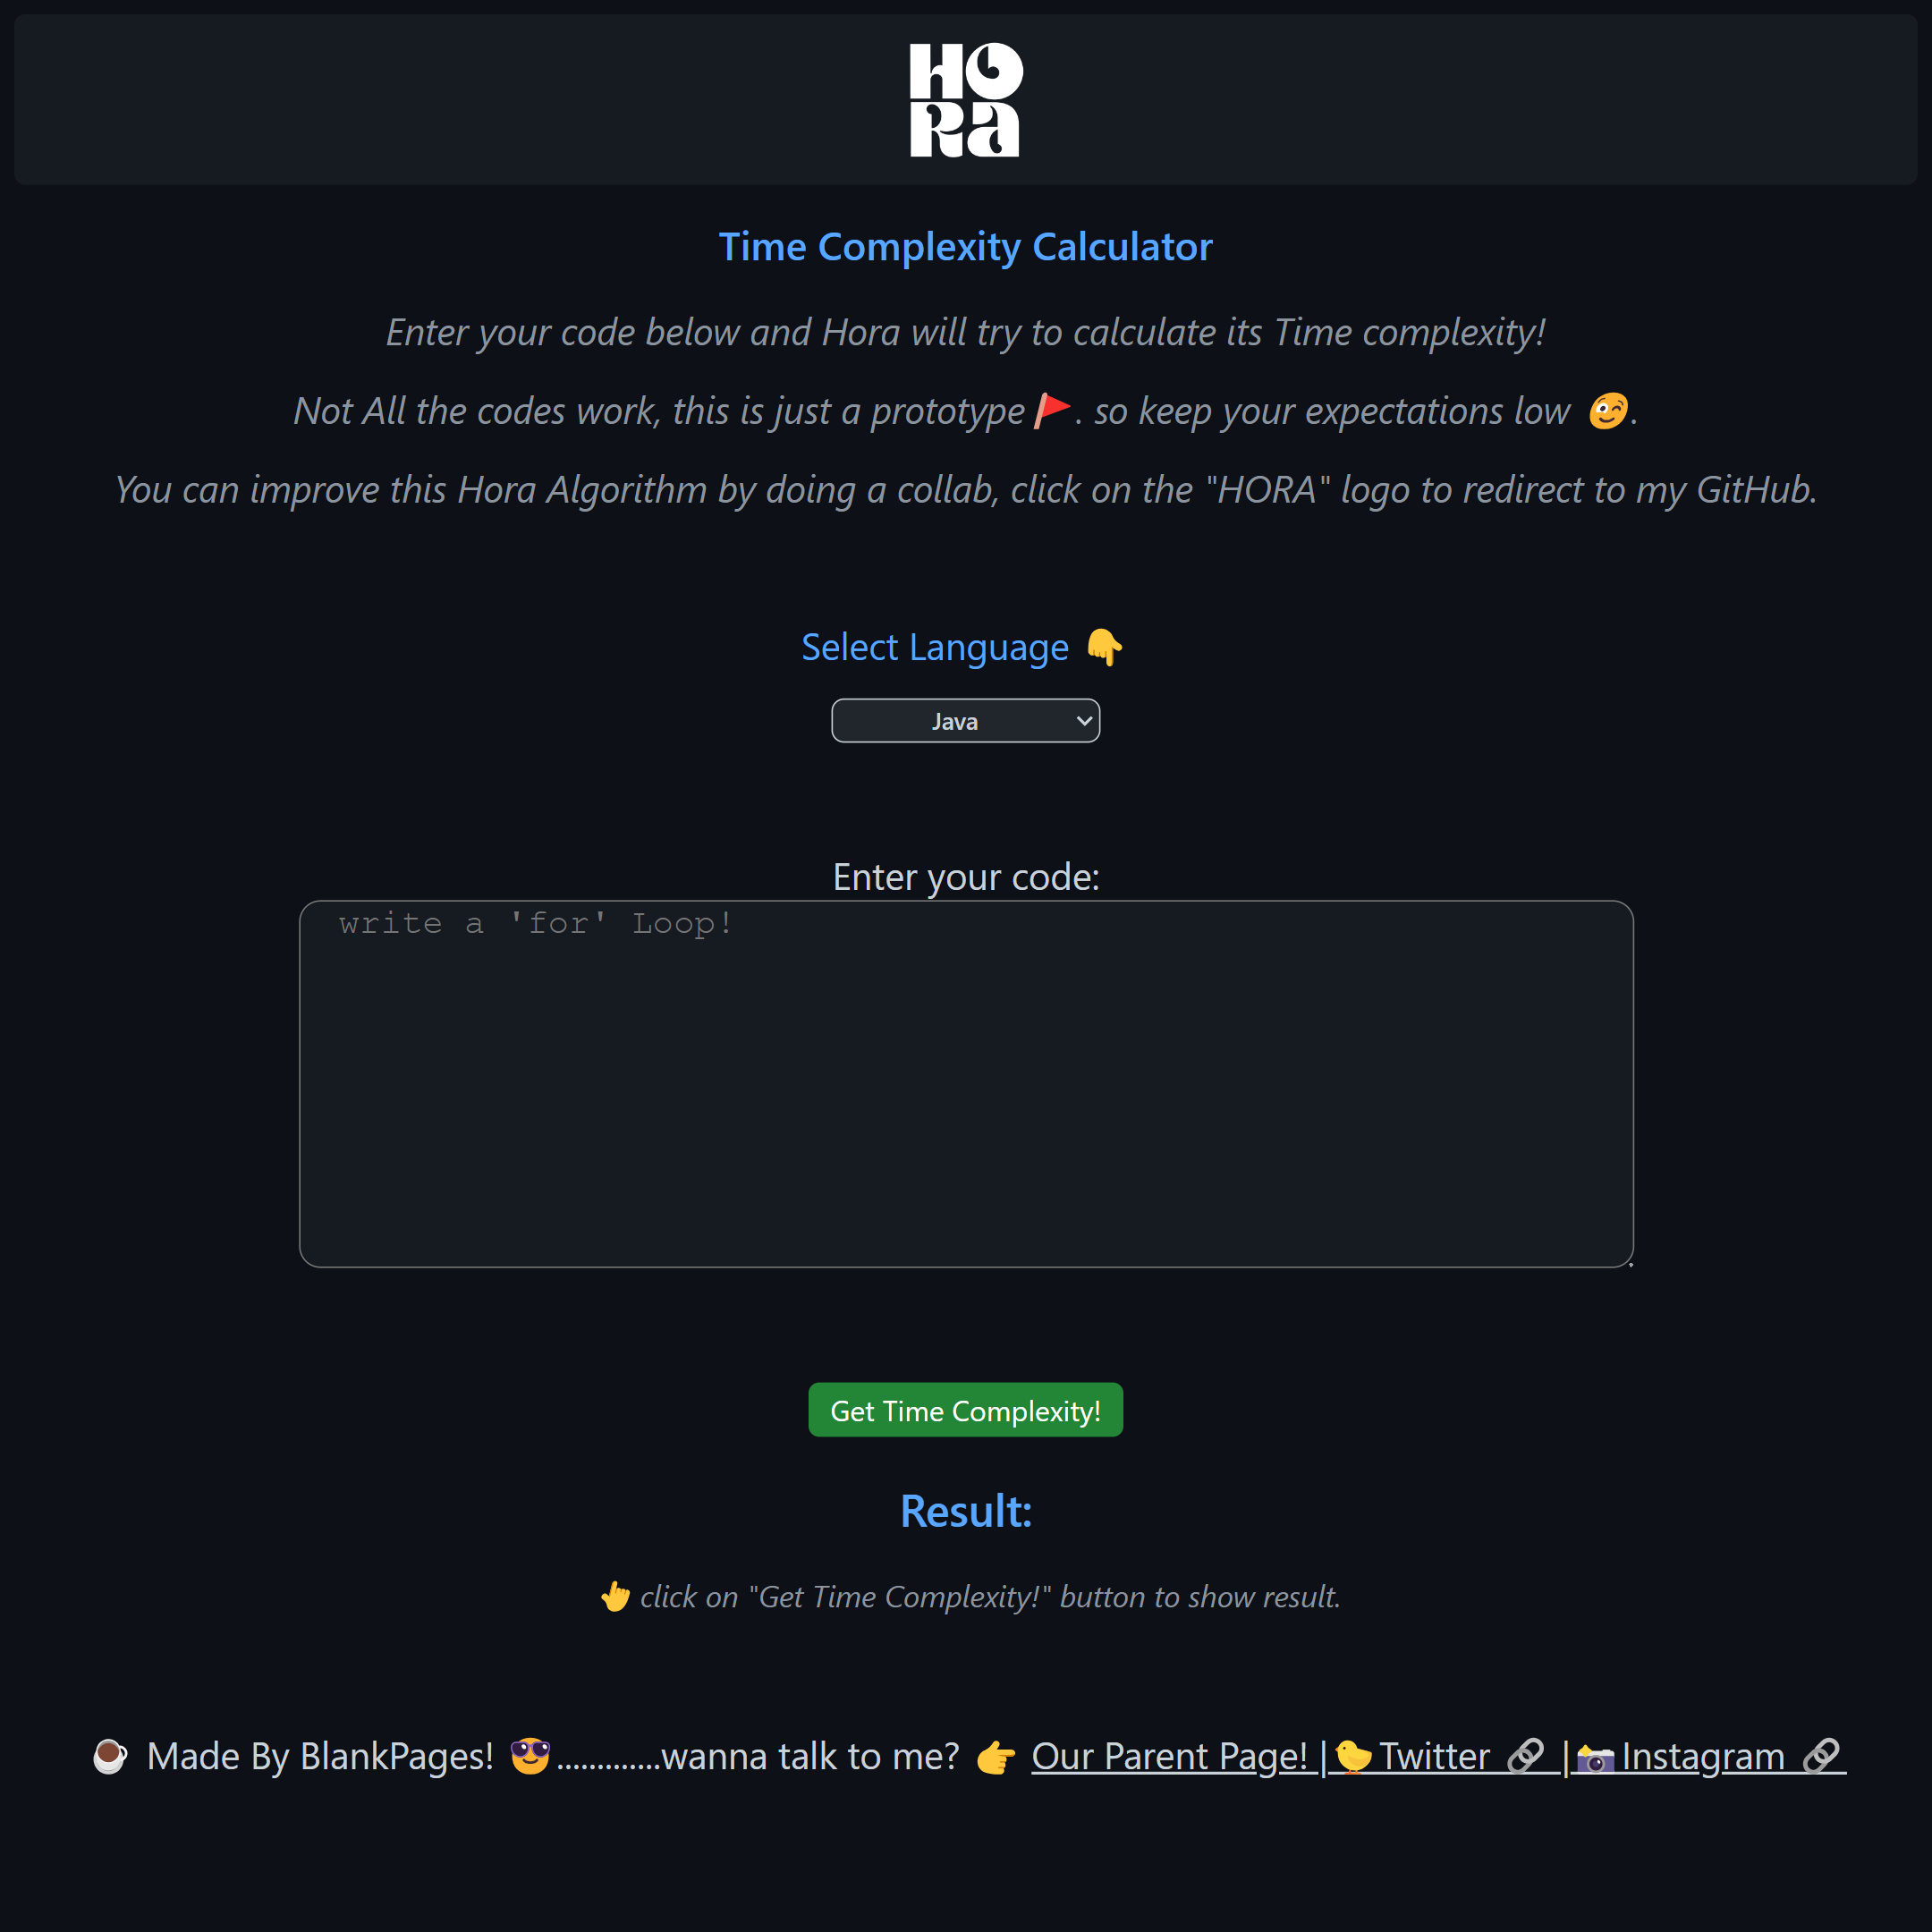 HO
Ra
Time Complexity Calculator
Enter your code below and Hora will try to calculate its Time complexity!
Not All the codes work, this is just a prototype🚩. so keep your expectations low 😉.
You can improve this Hora Algorithm by doing a collab, click on the "HORA" logo to redirect to my GitHub.
Select Language 👇
Java
Enter your code:
write a 'for' Loop!
Get Time Complexity!
Result:
👆 click on "Get Time Complexity!" button to show result.
☕ Made By BlankPages! 😎.............wanna talk to me? 👉 Our Parent Page! |🐤Twitter 🔗 |📸Instagram 🔗